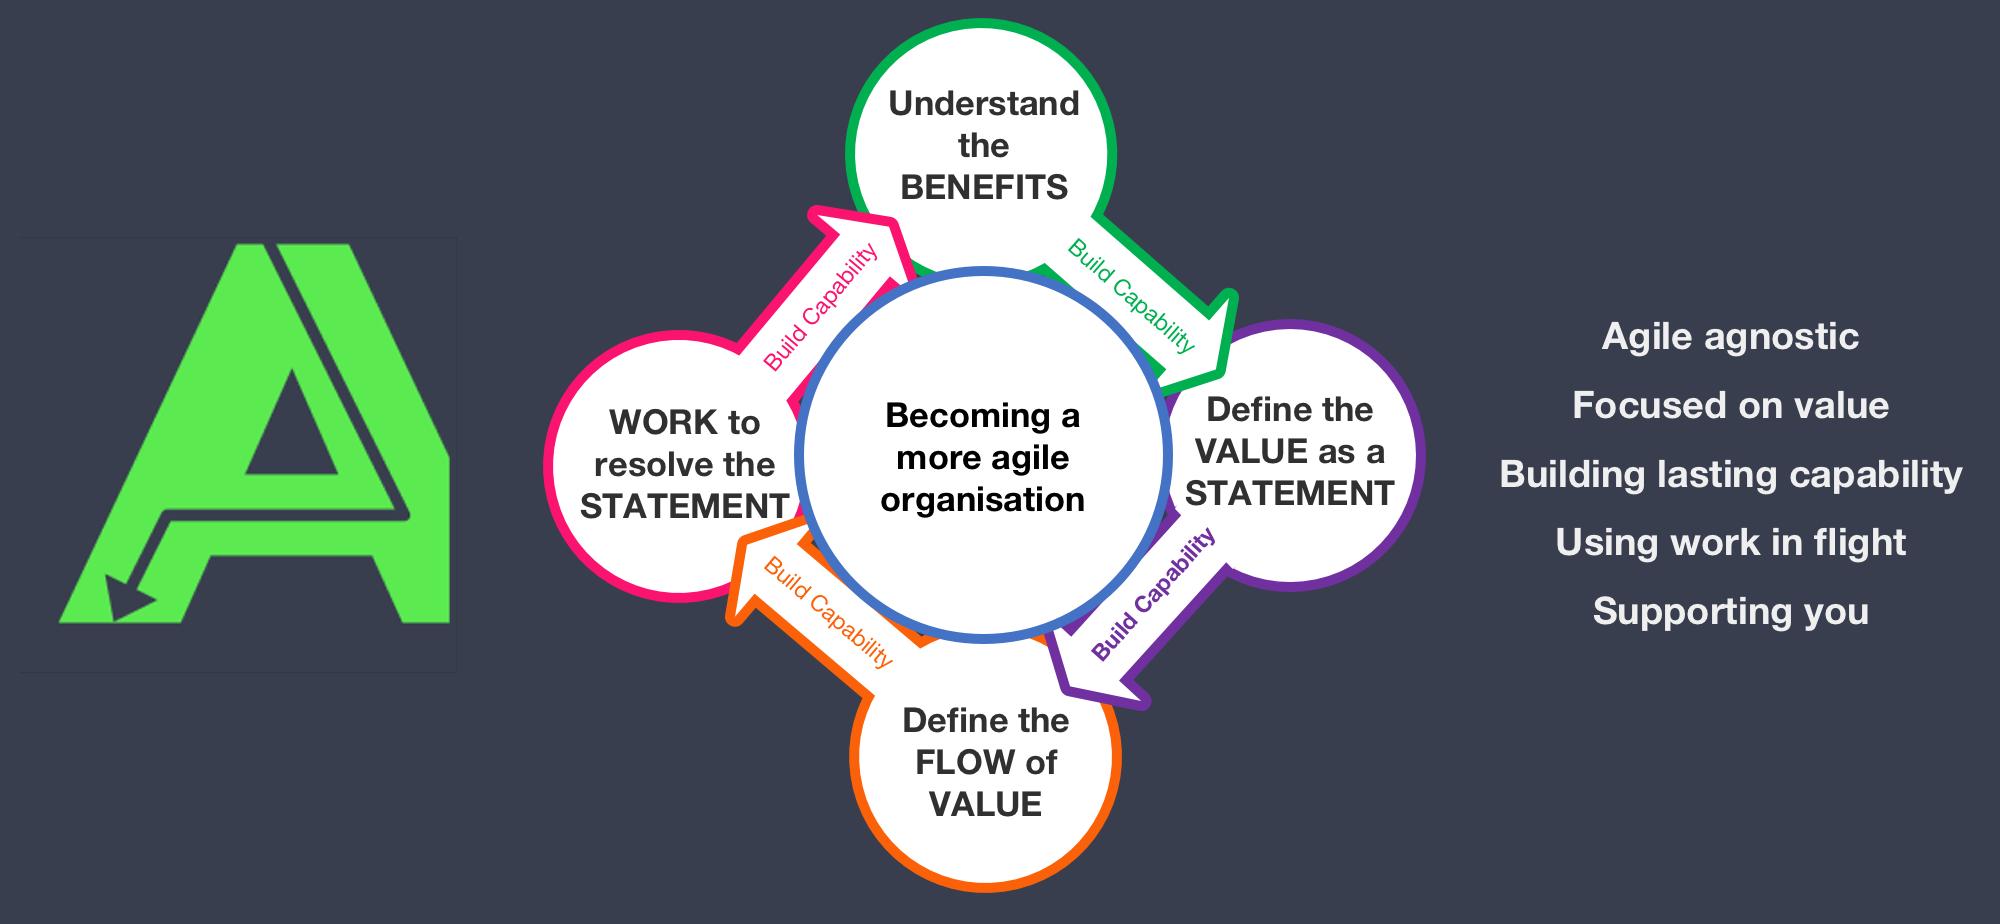 Understand
the
BENEFITS
Build Capability
Build Capability
Define the
VALUE as a
STATEMENT
Becoming a
more agile
organisation
WORK to
resolve the
STATEMENT
Build Capability
Build Capability
Define the
FLOW of
VALUE
Agile agnostic
Focused on value
Building lasting capability
Using work in flight
Supporting you